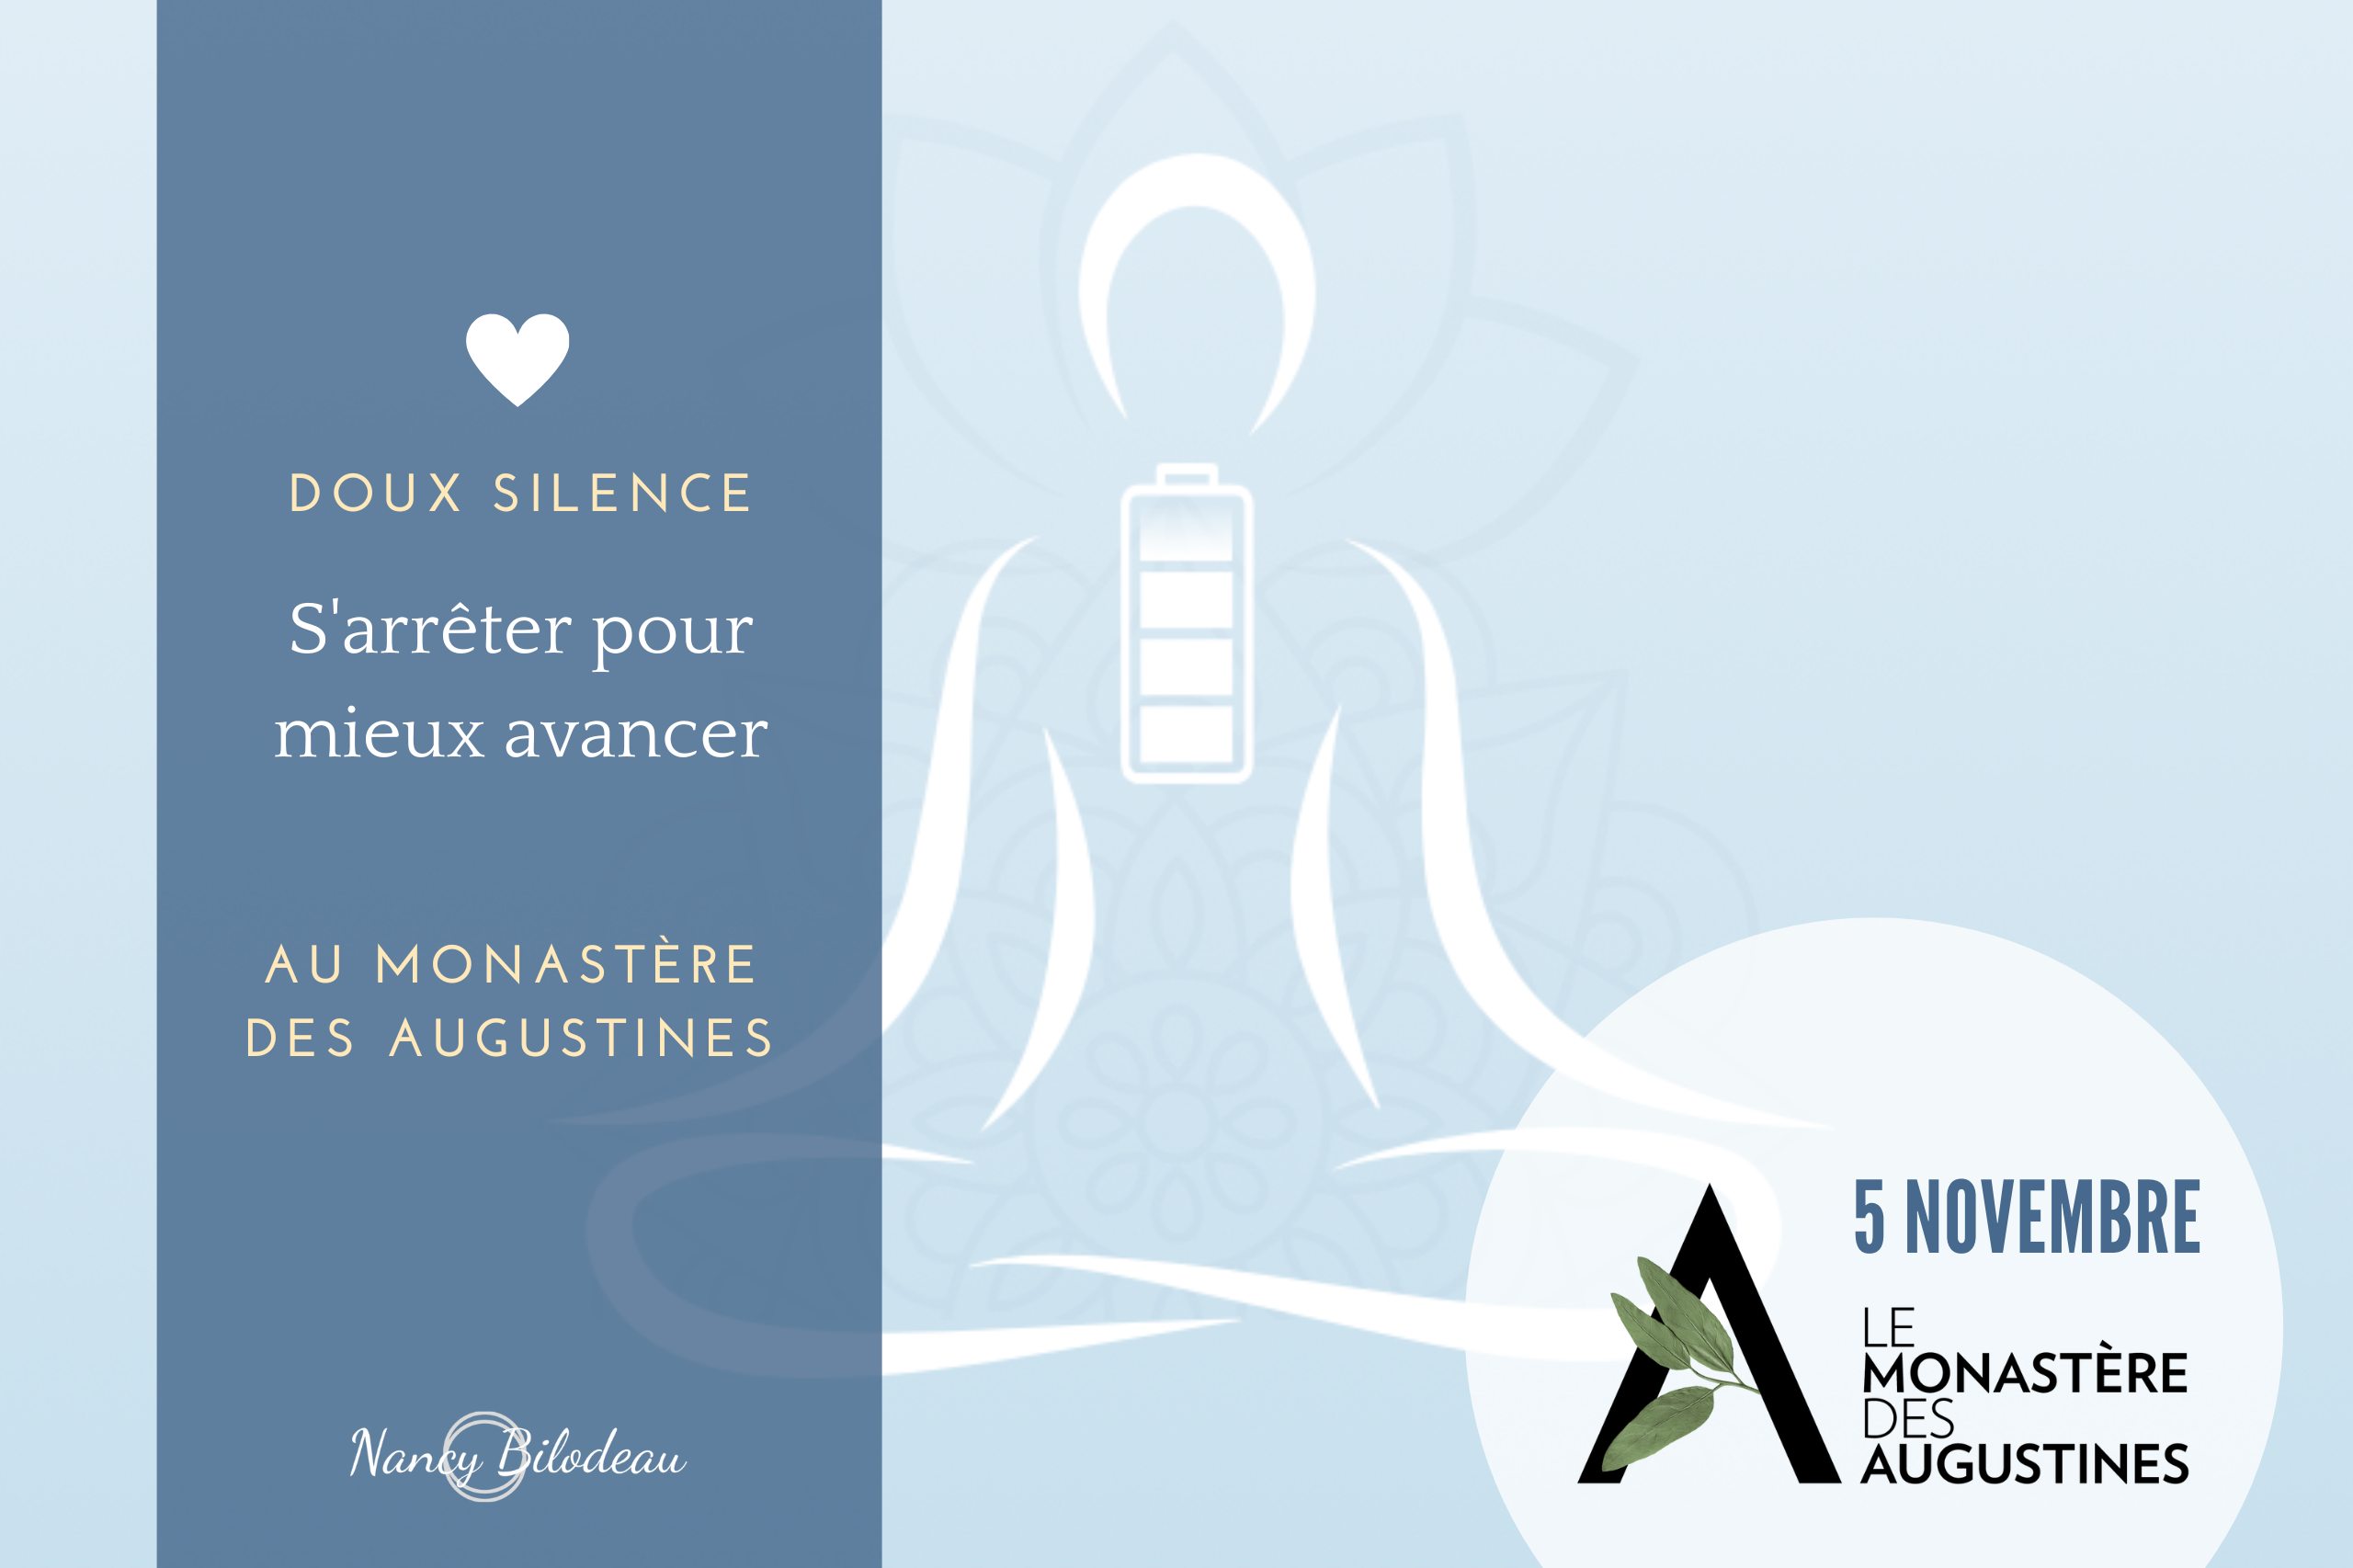 DOUX SILENCE
S'arrêter pour
mieux avancer
AU MONASTÈRE
DES AUGUSTINES
Nancy Bilodeau
5 NOVEMBRE
LE
MONASTÈRE
DES
AUGUSTINES